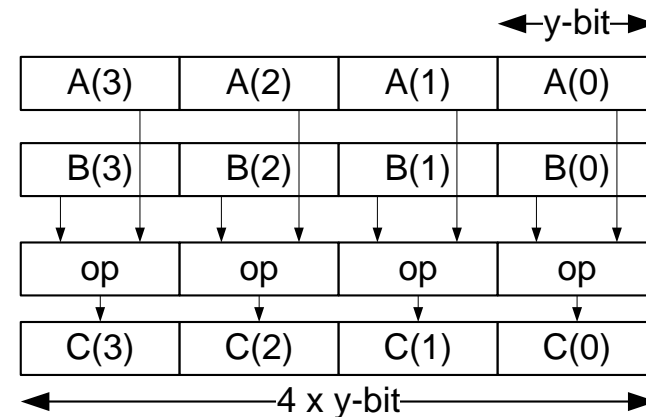 y-bit
A(3) A(2) A(1) A(0)
B(3) B(2) B(1) B(0)
op op op op
C(3) C(2) C(1) C(0)
4 x y-bit